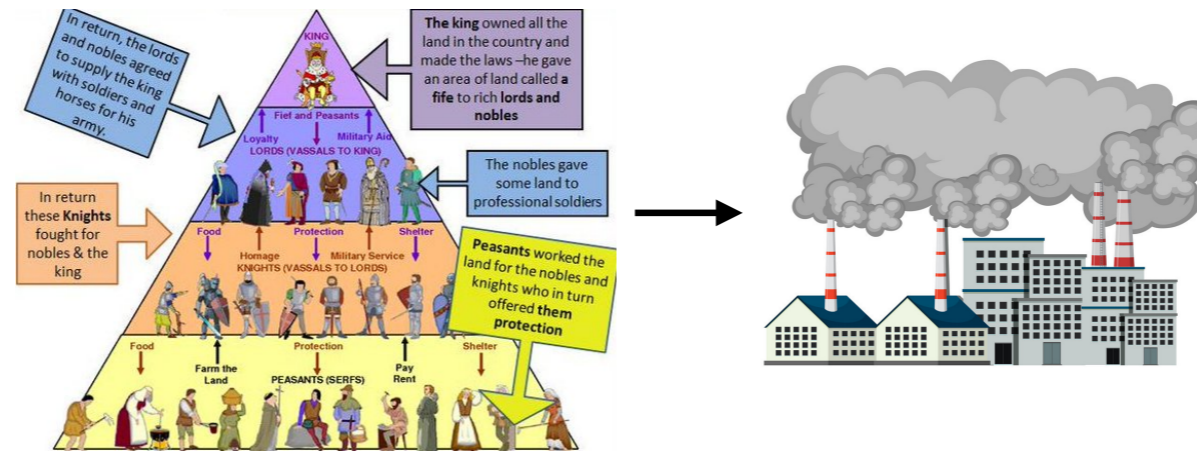 In return, the lords
and nobles agreed
to supply the king
with soldiers and
horses for his
army.
KING
The king owned all the
land in the country and
made the laws –he gave
an area of land called a
fife to rich lords and
nobles
Fief and Peasants
Loyalty
Military Aid
LORDS (VASSALS TO KING)
The nobles gave
some land to
professional soldiers
In return
these Knights
fought for
nobles & the
king
Food
Protection
Shelter
Homage
Military Service
KNIGHTS (VASSALS TO LORDS)
Peasants worked the
land for the nobles and
knights who in turn
offered them
protection
Food
Protection
Shelter
Farm the
Land
PEASANTS (SERFS)
Pay
Rent